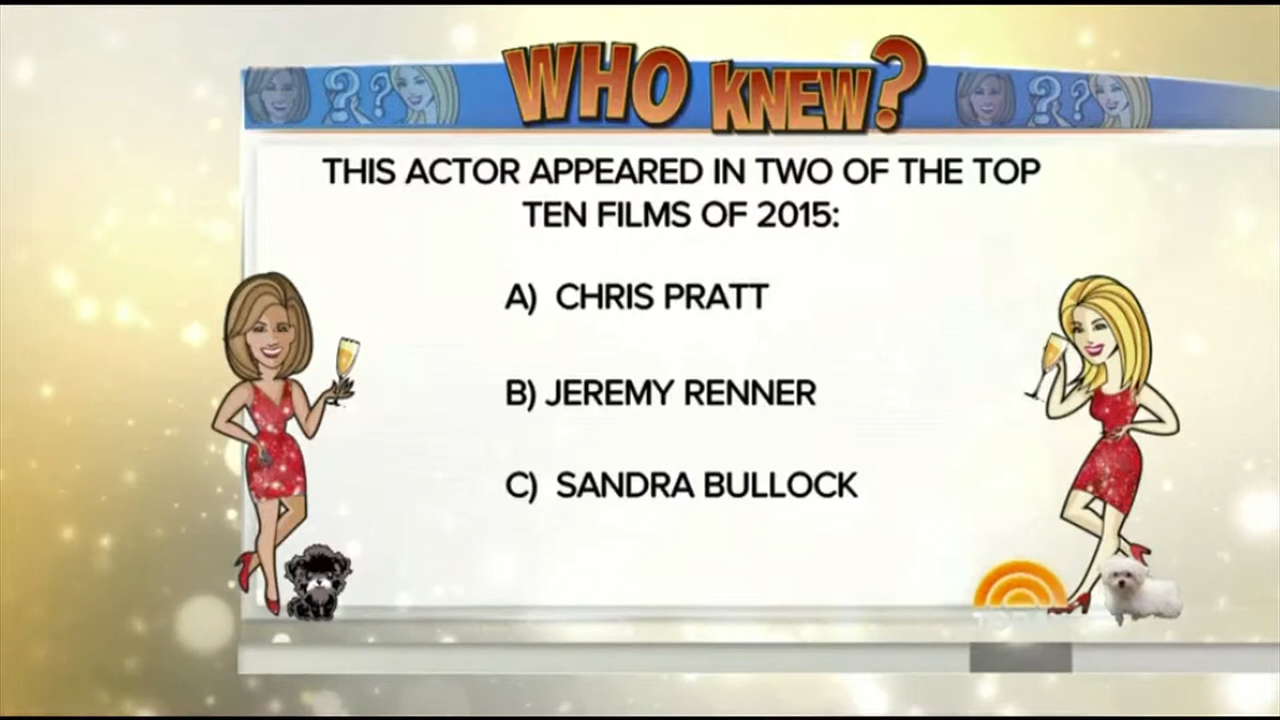 WHO KNEW?
THIS ACTOR APPEARED IN TWO OF THE TOP
TEN FILMS OF 2015:
A) CHRIS PRATT
B) JEREMY RENNER
C) SANDRA BULLOCK